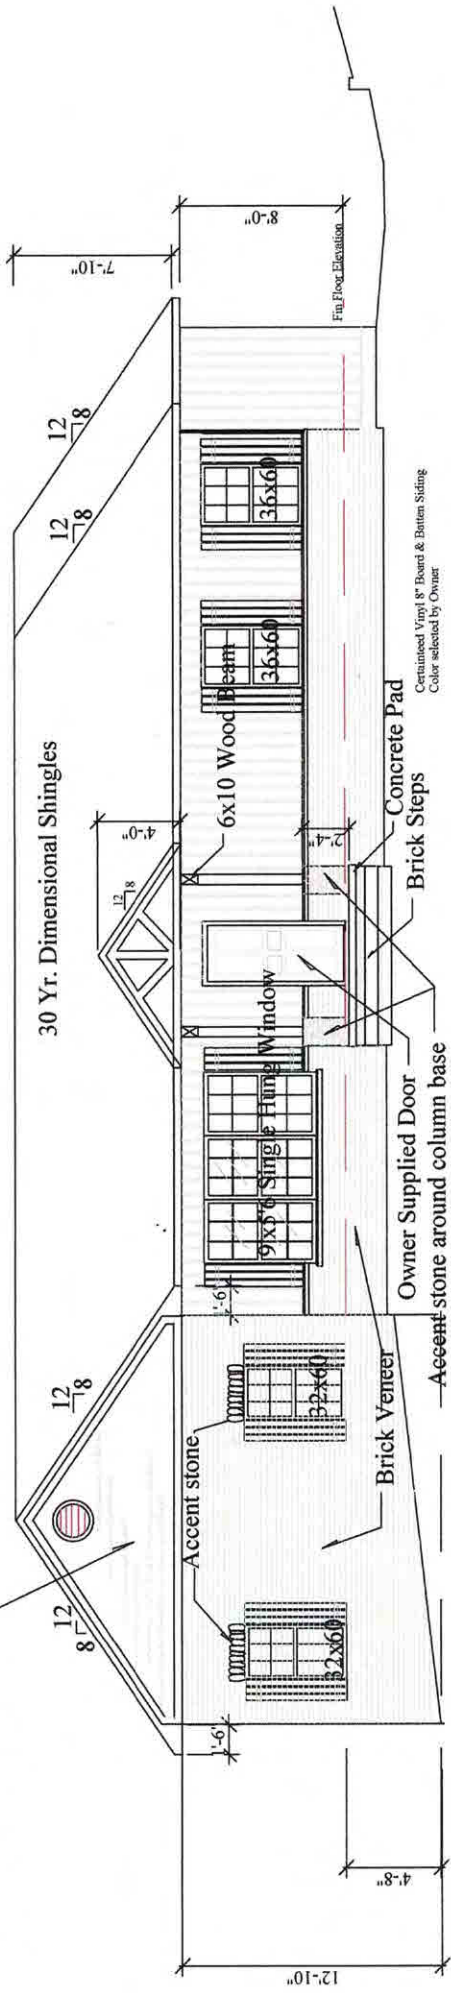 30 Yr. Dimensional Shingles
12
8
12
8
12
8
12
8
12
8
7'-10"
4'-0"
8'-0"
Fin Floor Elevation
6x10 Wood Beam
36x60
36x60
9'x5'6 Single Hung Window
Accent stone
32x60
32x60
1'-6"
1'-6"
2'-4"
Concrete Pad
Brick Steps
Certainteed Vinyl 8" Board & Batten Siding
Color selected by Owner
Owner Supplied Door
Accent stone around column base
Brick Veneer
4'-8"
12'-10"